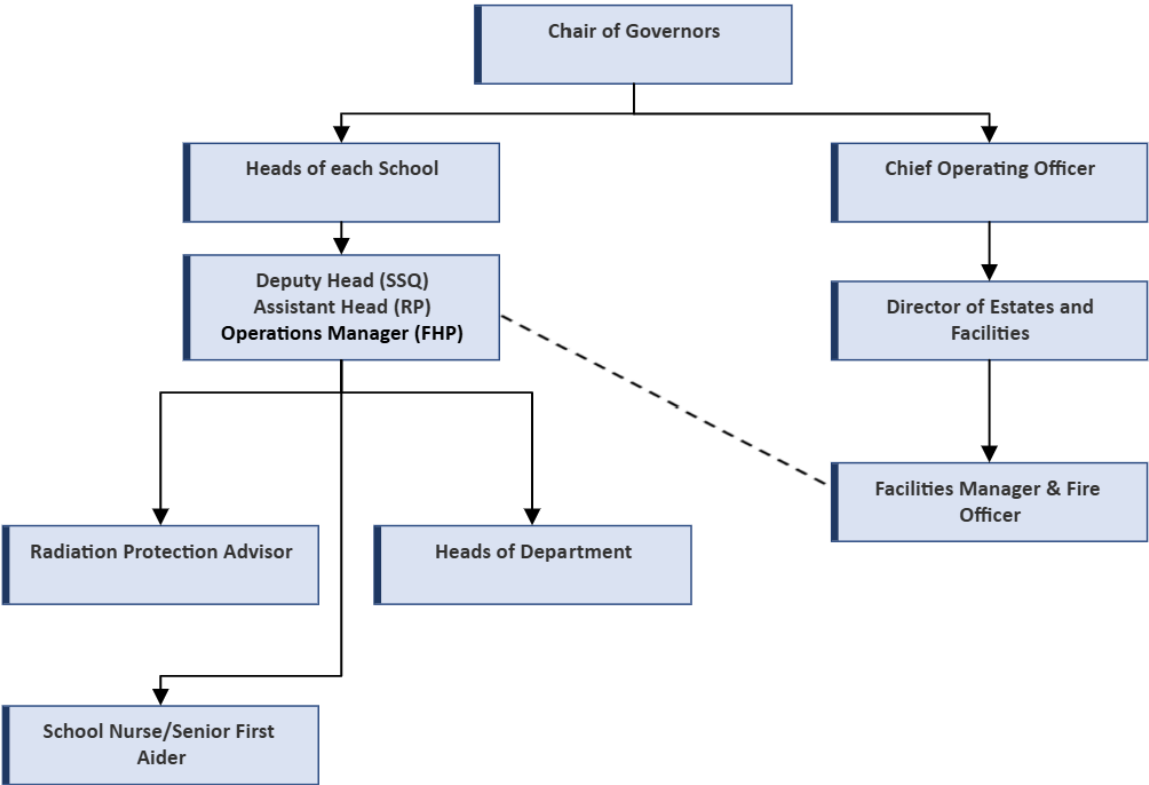 Chair of Governors
Heads of each School
Chief Operating Officer
Deputy Head (SSQ)
Assistant Head (RP)
Operations Manager (FHP)
Director of Estates and
Facilities
Facilities Manager & Fire
Officer
Radiation Protection Advisor
Heads of Department
School Nurse/Senior First
Aider